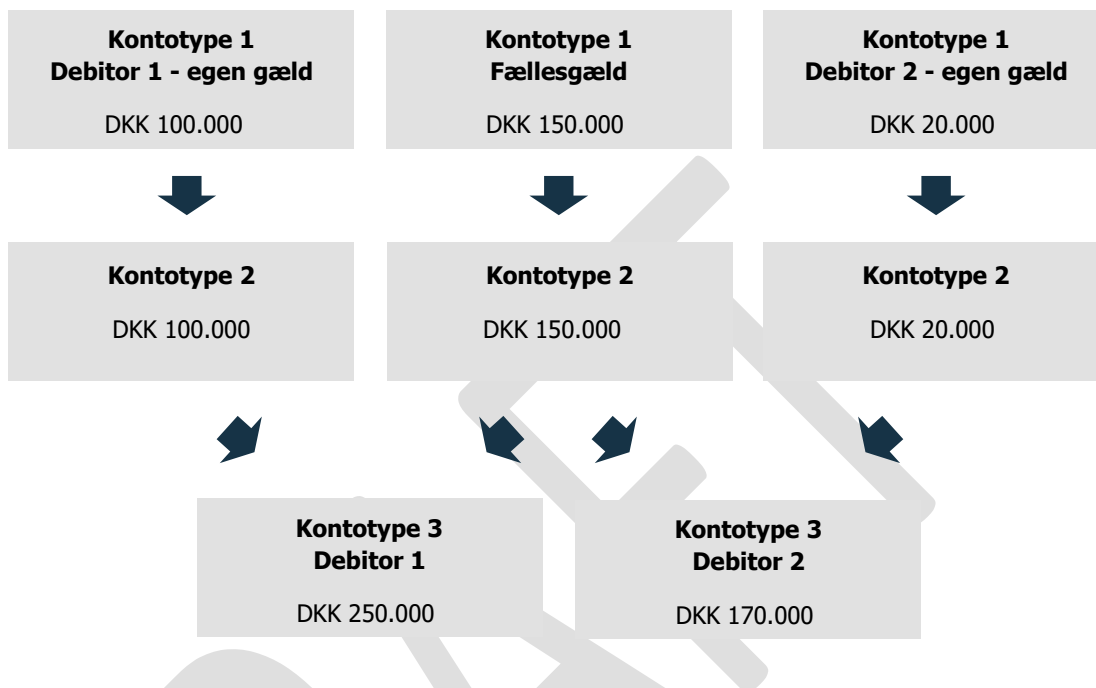 Kontotype 1
Debitor 1 - egen gæld
DKK 100.000
Kontotype 1
Fællesgæld
DKK 150.000
Kontotype 1
Debitor 2 - egen gæld
DKK 20.000
Kontotype 2
DKK 100.000
Kontotype 2
DKK 150.000
Kontotype 2
DKK 20.000
Kontotype 3
Debitor 1
DKK 250.000
Kontotype 3
Debitor 2
DKK 170.000